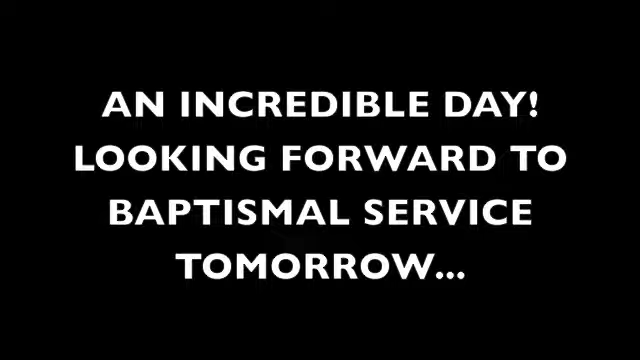 AN INCREDIBLE DAY!
LOOKING FORWARD TO
BAPTISMAL SERVICE
TOMORROW...